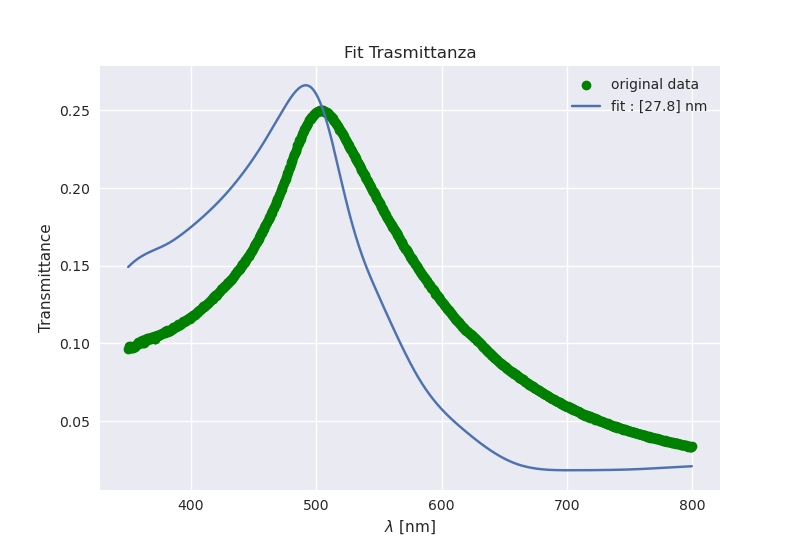 Fit Trasmittanza
original data
fit : [27.8] nm
Transmittance
0.25
0.20
0.15
0.10
0.05
400 500 600 700 800
λ [nm]